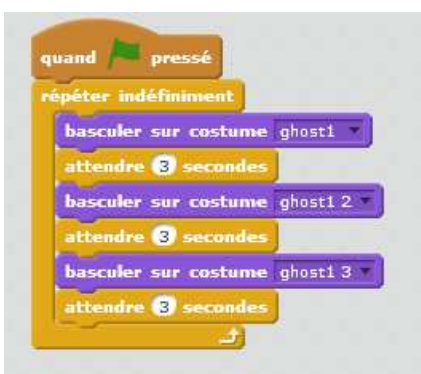 quand pressé
répéter indéfiniment
basculer sur costume ghost1
attendre 3 secondes
basculer sur costume ghost1 2
attendre 3 secondes
basculer sur costume ghost1 3
attendre 3 secondes